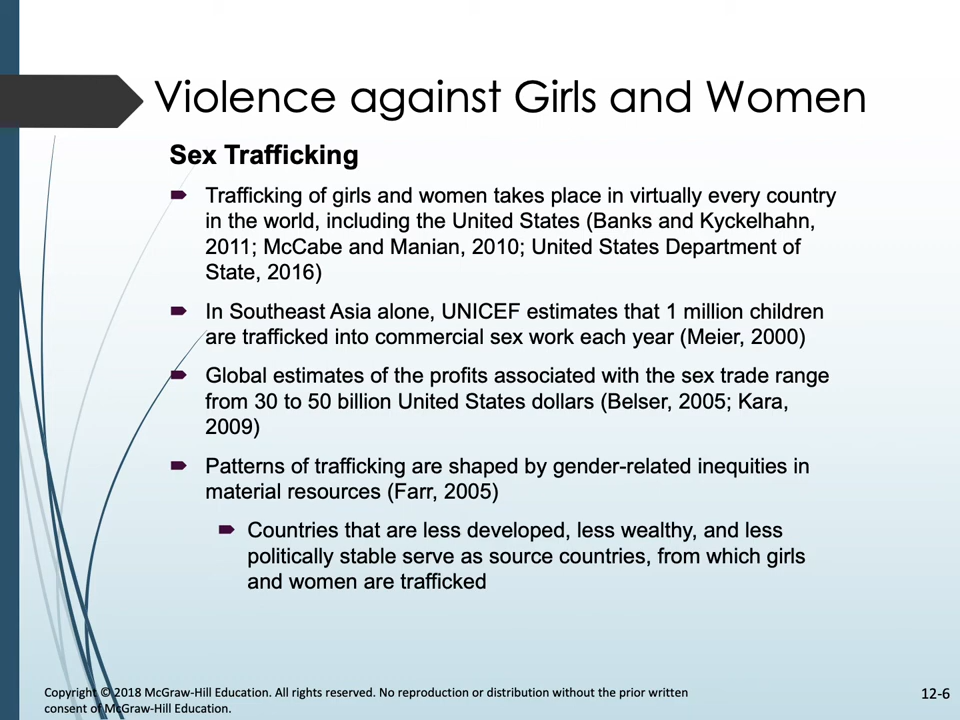 Violence against Girls and Women
Sex Trafficking
Trafficking of girls and women takes place in virtually every country
in the world, including the United States (Banks and Kyckelhahn,
2011; McCabe and Manian, 2010; United States Department of
State, 2016)
In Southeast Asia alone, UNICEF estimates that 1 million children
are trafficked into commercial sex work each year (Meier, 2000)
Global estimates of the profits associated with the sex trade range
from 30 to 50 billion United States dollars (Belser, 2005; Kara,
2009)
Patterns of trafficking are shaped by gender-related inequities in
material resources (Farr, 2005)
Countries that are less developed, less wealthy, and less
politically stable serve as source countries, from which girls
and women are trafficked
Copyright © 2018 McGraw-Hill Education. All rights reserved. No reproduction or distribution without the prior written
consent of McGraw-Hill Education.
12-6